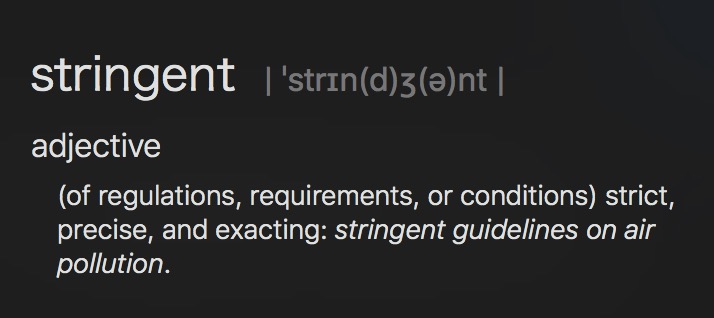 stringent | ˈstrɪn(d)ʒ(ə)nt |
adjective
(of regulations, requirements, or conditions) strict,
precise, and exacting: stringent guidelines on air
pollution.